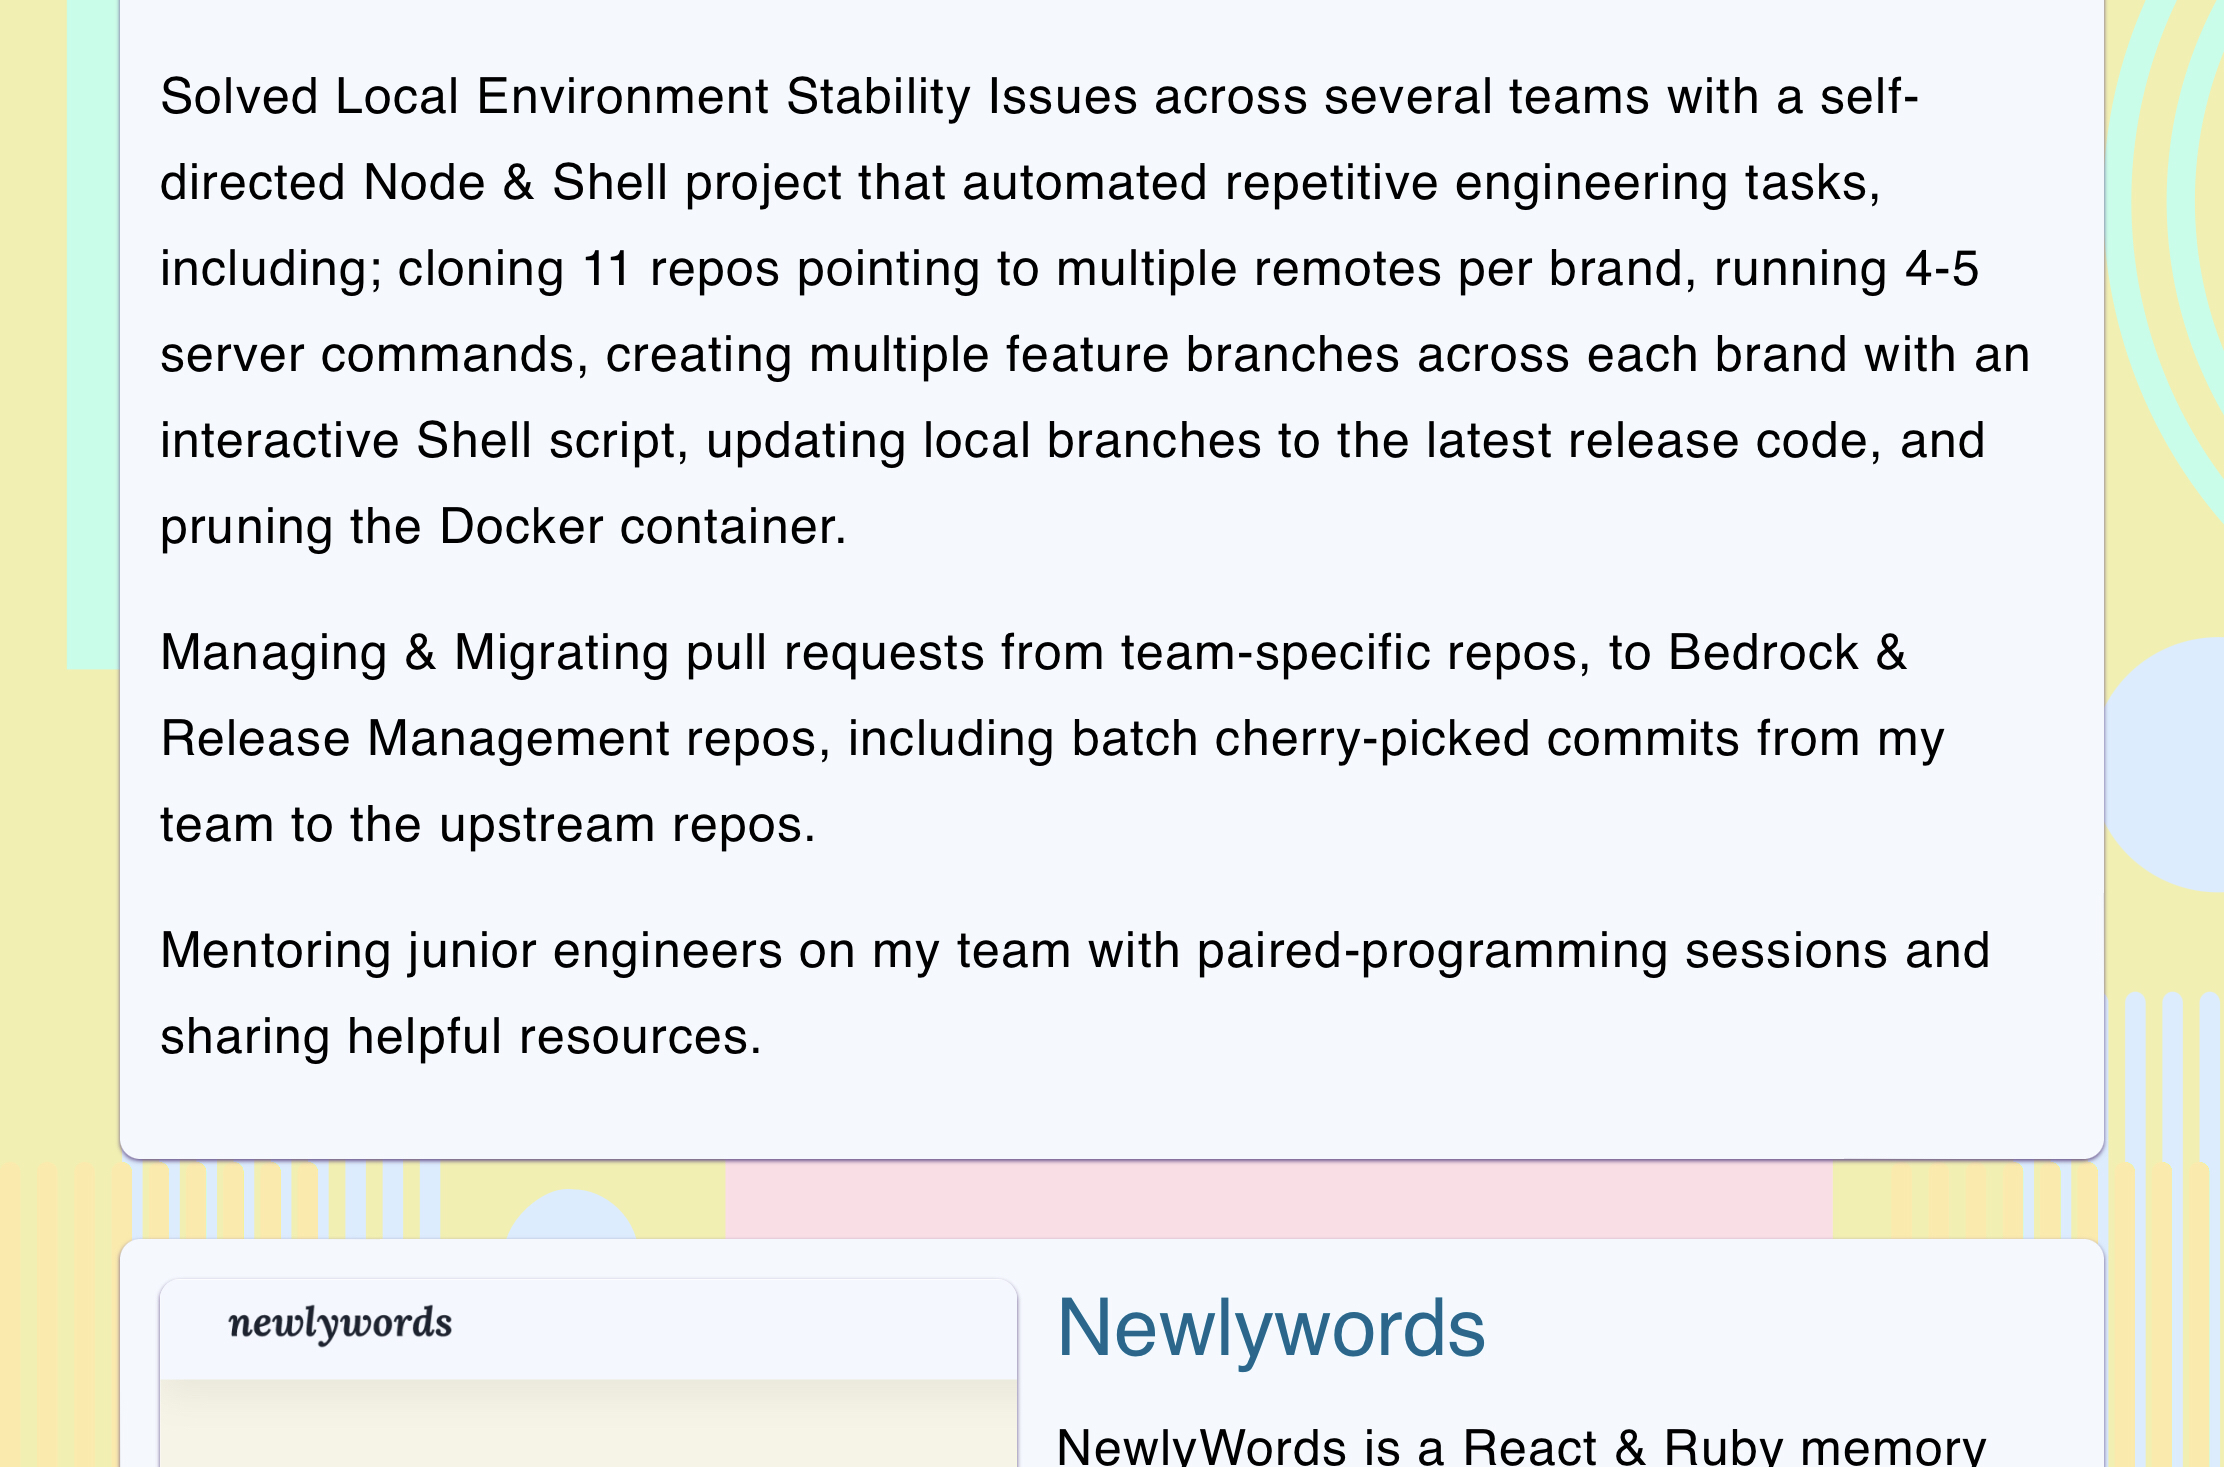 Solved Local Environment Stability Issues across several teams with a self-
directed Node & Shell project that automated repetitive engineering tasks,
including; cloning 11 repos pointing to multiple remotes per brand, running 4-5
server commands, creating multiple feature branches across each brand with an
interactive Shell script, updating local branches to the latest release code, and
pruning the Docker container.
Managing & Migrating pull requests from team-specific repos, to Bedrock &
Release Management repos, including batch cherry-picked commits from my
team to the upstream repos.
Mentoring junior engineers on my team with paired-programming sessions and
sharing helpful resources.
newlywords
Newlywords
NewlyWords is a React & Ruby memory